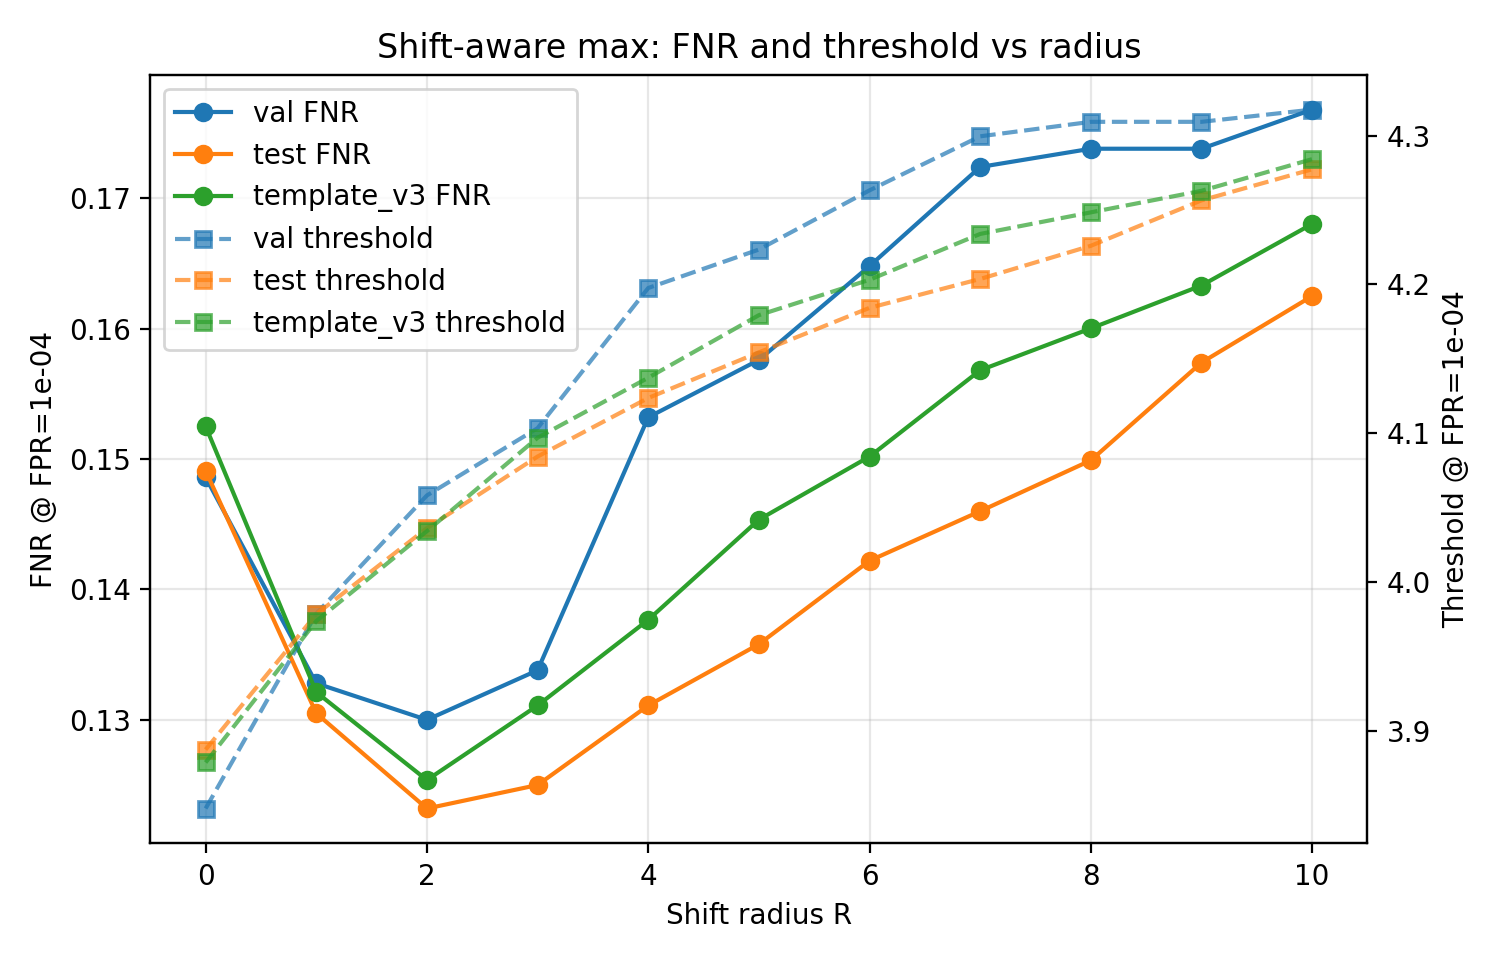 Shift-aware max: FNR and threshold vs radius
val FNR
test FNR
template_v3 FNR
val threshold
test threshold
template_v3 threshold
FNR @ FPR=1e-04
0.17
0.16
0.15
0.14
0.13
4.3
4.2
4.1
4.0
3.9
Threshold @ FPR=1e-04
0 2 4 6 8 10
Shift radius R